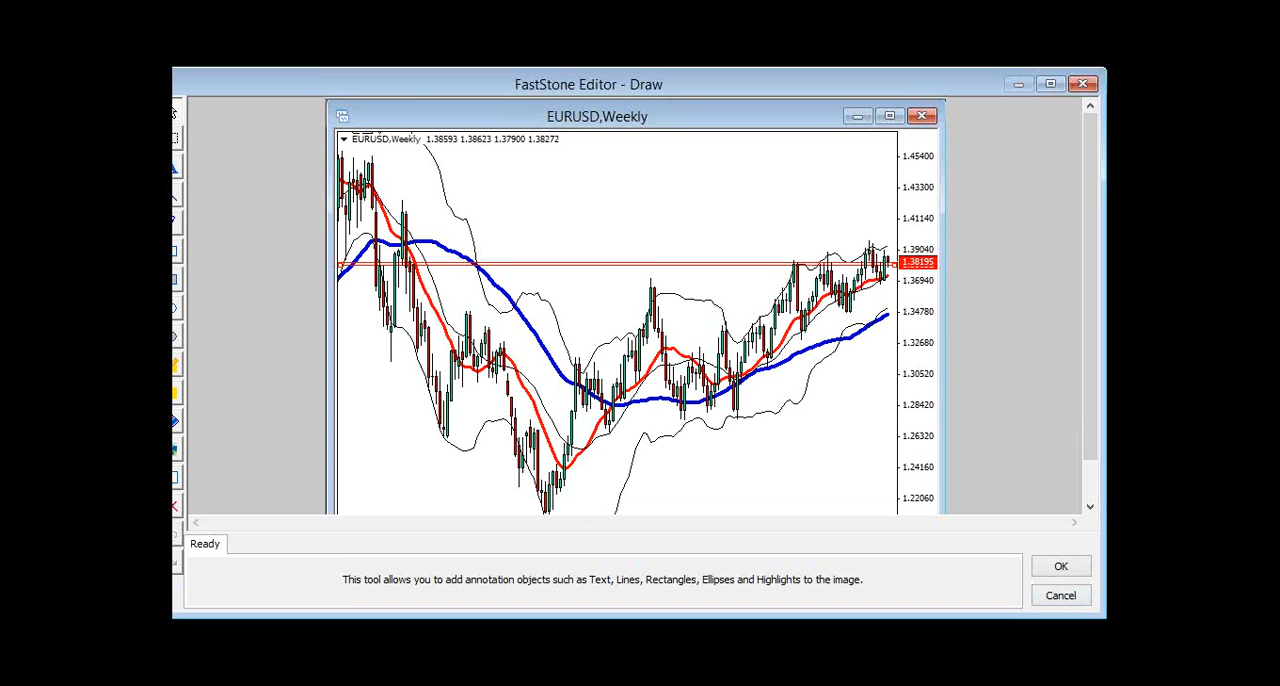 FastStone Editor - Draw
EURUSD,Weekly
EURUSD,Weekly 1.38593 1.38623 1.37900 1.38272
1.45400
1.43300
1.41140
1.39040
1.38195
1.36940
1.34780
1.32680
1.30520
1.28420
1.26320
1.24160
1.22060
Ready
This tool allows you to add annotation objects such as Text, Lines, Rectangles, Ellipses and Highlights to the image.
OK
Cancel